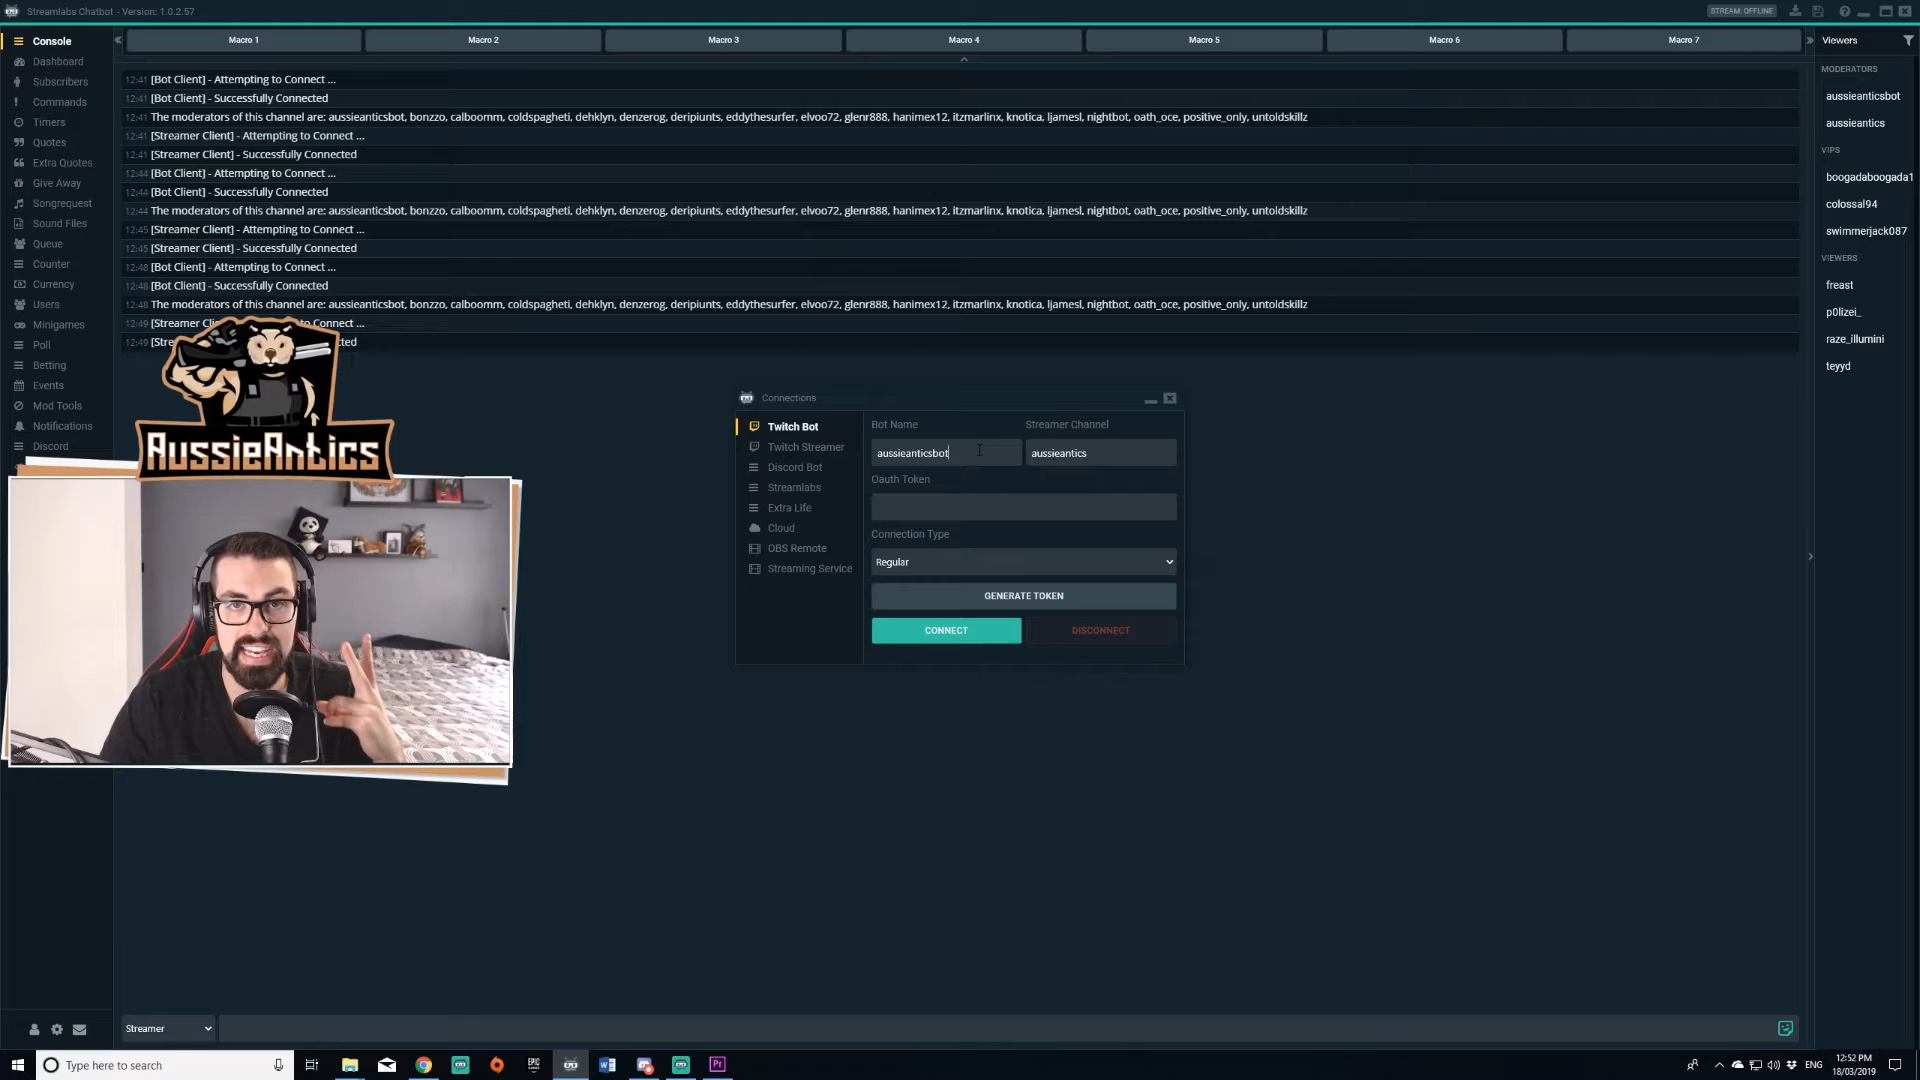 Streamlabs Chatbot - Version: 1.0.2.57
STREAM: OFFLINE
Console
Dashboard
Subscribers
Commands
Timers
Quotes
Extra Quotes
Give Away
Songrequest
Sound Files
Queue
Counter
Currency
Users
Minigames
Poll
Betting
Events
Mod Tools
Notifications
Discord
Macro 1
Macro 2
Macro 3
Macro 4
Macro 5
Macro 6
Macro 7
12:41 [Bot Client] - Attempting to Connect ...
12:41 [Bot Client] - Successfully Connected
12:41 The moderators of this channel are: aussieanticsbot, bonzzo, calboomm, coldspagheti, dehklyn, denzerog, deripiunts, eddythesurfer, elvoo72, glenr888, hanimex12, itzmarlinx, knotica, ljamesl, nightbot, oath_oce, positive_only, untoldskillz
12:41 [Streamer Client] - Attempting to Connect ...
12:41 [Streamer Client] - Successfully Connected
12:44 [Bot Client] - Attempting to Connect ...
12:44 [Bot Client] - Successfully Connected
12:44 The moderators of this channel are: aussieanticsbot, bonzzo, calboomm, coldspagheti, dehklyn, denzerog, deripiunts, eddythesurfer, elvoo72, glenr888, hanimex12, itzmarlinx, knotica, ljamesl, nightbot, oath_oce, positive_only, untoldskillz
12:45 [Streamer Client] - Attempting to Connect ...
12:45 [Streamer Client] - Successfully Connected
12:48 [Bot Client] - Attempting to Connect ...
12:48 [Bot Client] - Successfully Connected
12:48 The moderators of this channel are: aussieanticsbot, bonzzo, calboomm, coldspagheti, dehklyn, denzerog, deripiunts, eddythesurfer, elvoo72, glenr888, hanimex12, itzmarlinx, knotica, ljamesl, nightbot, oath_oce, positive_only, untoldskillz
12:49 [Streamer Cli to Connect ...
12:49 [Stre cted
AussieAntics
Connections
Twitch Bot
Twitch Streamer
Discord Bot
Streamlabs
Extra Life
Cloud
OBS Remote
Streaming Service
Bot Name
Streamer Channel
aussieanticsbot
aussieantics
Oauth Token
Connection Type
Regular
GENERATE TOKEN
CONNECT
DISCONNECT
Viewers
MODERATORS
aussieanticsbot
aussieantics
VIPS
boogadaboogada1
colossal94
swimmerjack087
VIEWERS
freast
p0lizei_
raze_illumini
teyyd
Streamer
Type here to search
EPIC GAMES
W
Pr
ENG
12:52 PM
18/03/2019